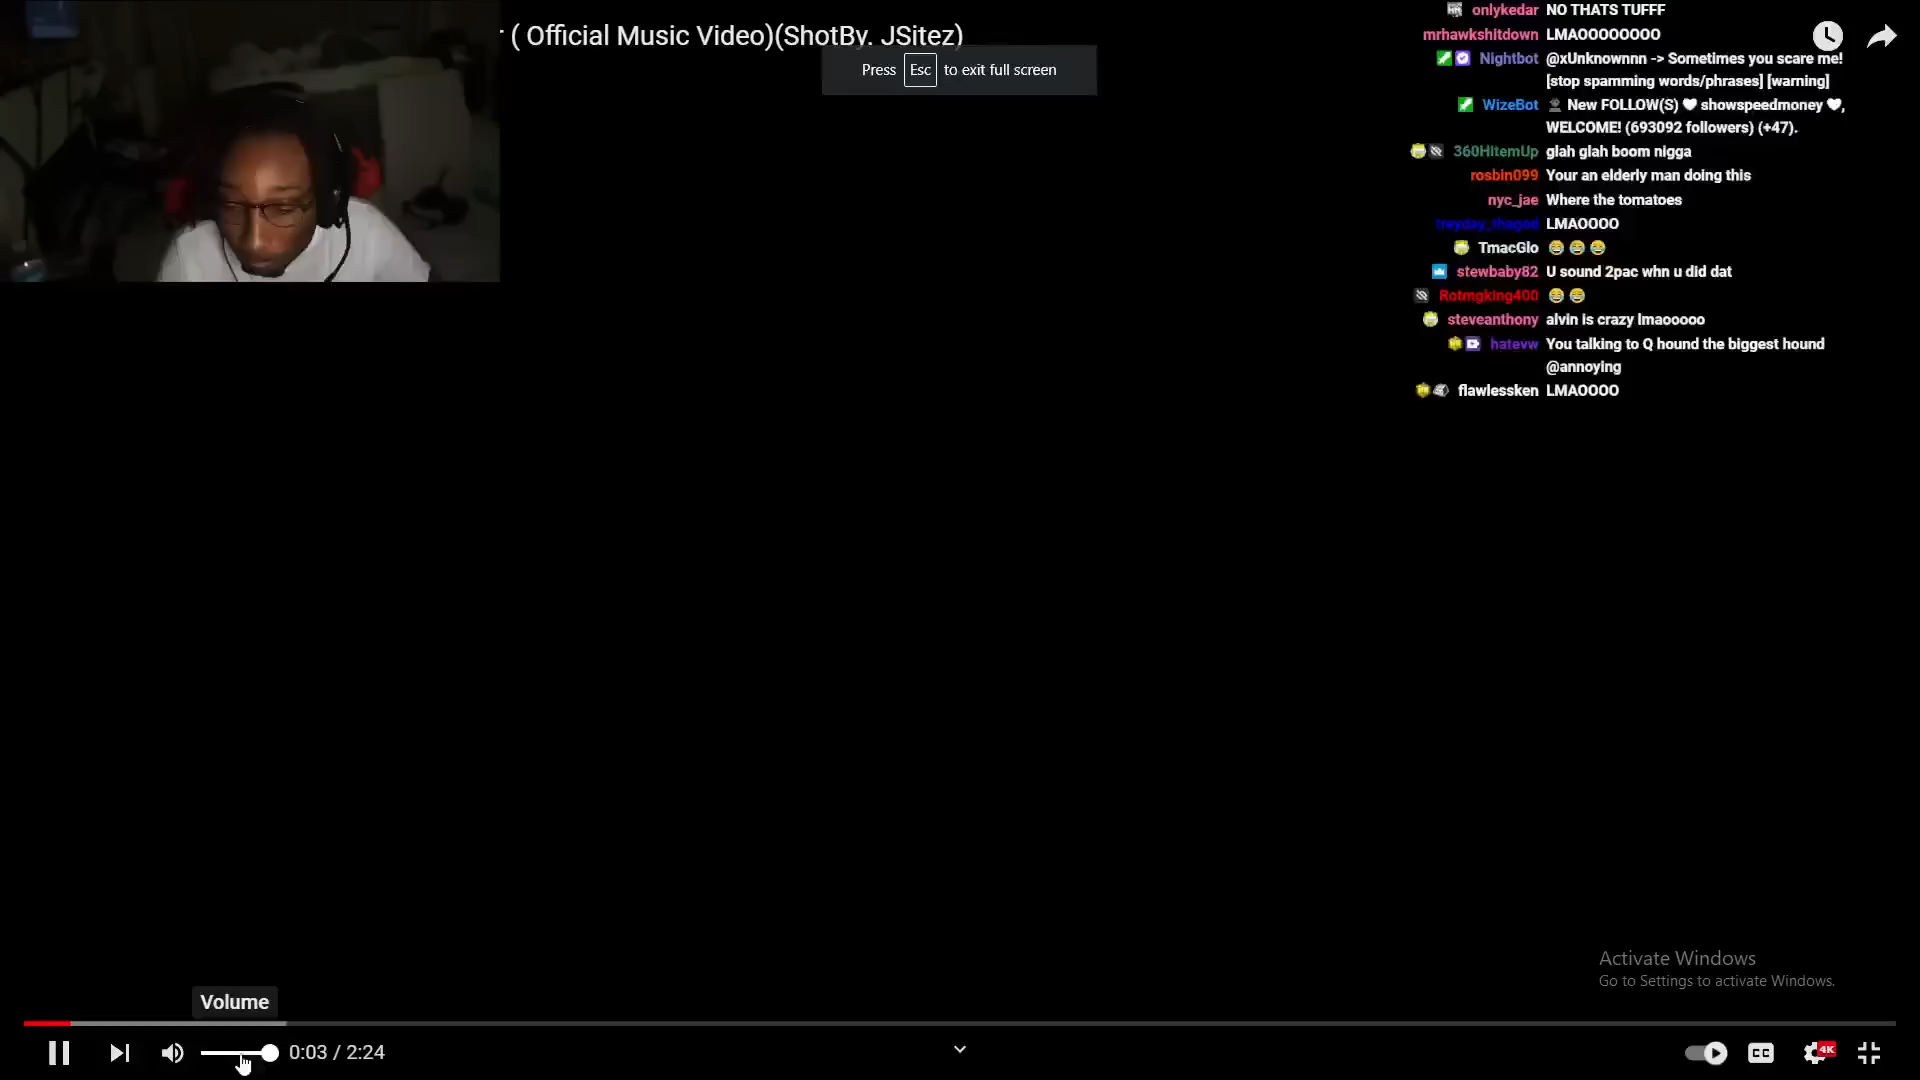 ( Official Music Video)(ShotBy. JSitez)
Press Esc to exit full screen
onlykedar NO THATS TUFFF
mrhawkshitdown LMAOOOOOOOO
Nightbot @xUnknownnn -> Sometimes you scare me!
[stop spamming words/phrases] [warning]
WizeBot New FOLLOW(S) showspeedmoney ,
WELCOME! (693092 followers) (+47).
360HitemUp glah glah boom nigga
rosbin099 Your an elderly man doing this
nyc_jae Where the tomatoes
treyday_thegod LMAOOOO
TmacGlo 😂 😂 😂
stewbaby82 U sound 2pac whn u did dat
Rotmgking400 😂 😂
steveanthony alvin is crazy lmaooooo
hatevw You talking to Q hound the biggest hound
@annoying
flawlessken LMAOOOO
Activate Windows
Go to Settings to activate Windows.
Volume
0:03 / 2:24
CC
4K